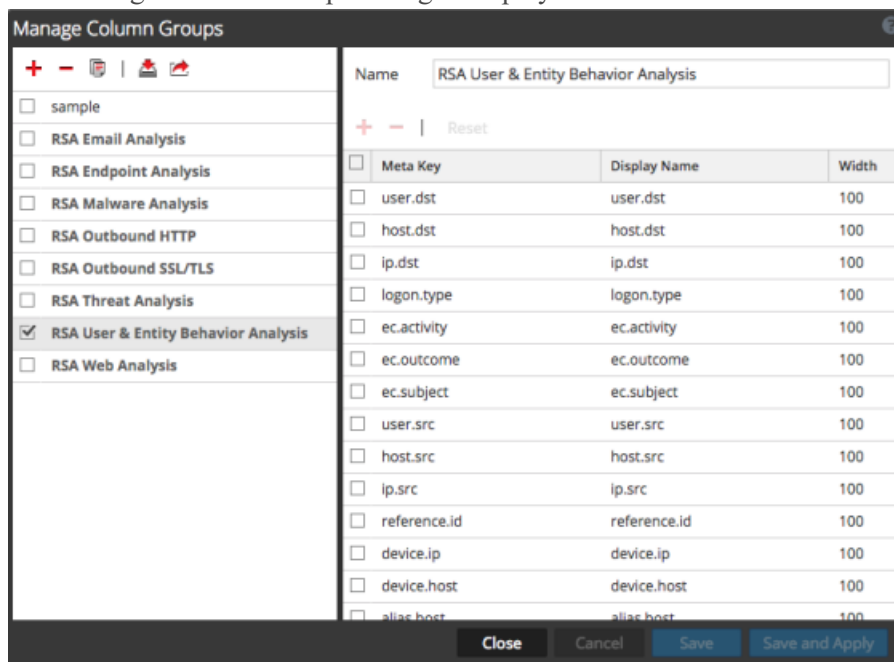 Manage Column Groups
Name RSA User & Entity Behavior Analysis
sample
RSA Email Analysis
RSA Endpoint Analysis
RSA Malware Analysis
RSA Outbound HTTP
RSA Outbound SSL/TLS
RSA Threat Analysis
RSA User & Entity Behavior Analysis
RSA Web Analysis
Reset
Meta Key Display Name Width
user.dst user.dst 100
host.dst host.dst 100
ip.dst ip.dst 100
logon.type logon.type 100
ec.activity ec.activity 100
ec.outcome ec.outcome 100
ec.subject ec.subject 100
user.src user.src 100
host.src host.src 100
ip.src ip.src 100
reference.id reference.id 100
device.ip device.ip 100
device.host device.host 100
alias.host alias.host 100
Close Cancel Save Save and Apply